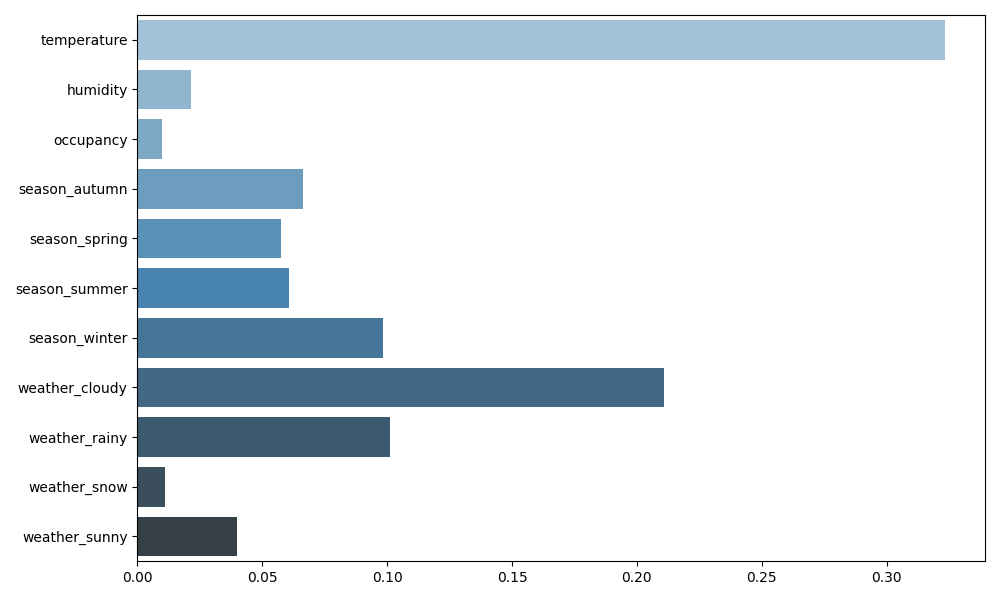 temperature
humidity
occupancy
season_autumn
season_spring
season_summer
season_winter
weather_cloudy
weather_rainy
weather_snow
weather_sunny
0.00 0.05 0.10 0.15 0.20 0.25 0.30